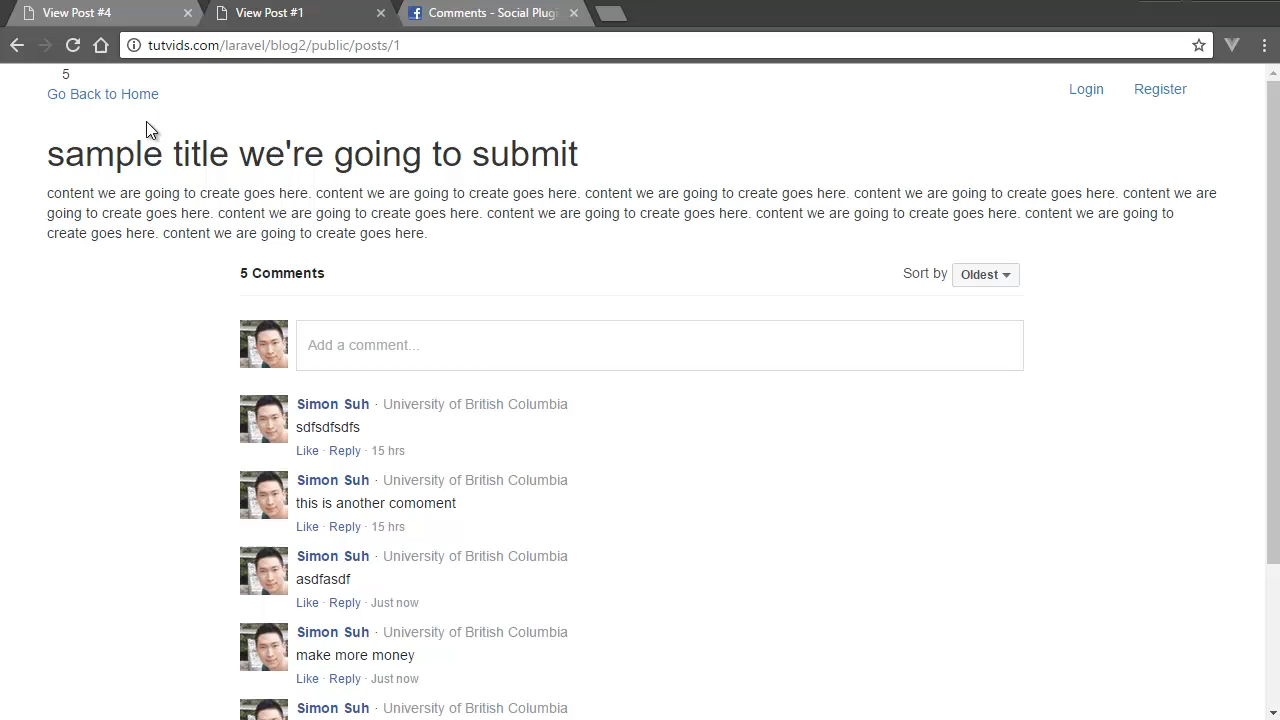 View Post #4
View Post #1
Comments - Social Plugi
tutvids.com/laravel/blog2/public/posts/1
5
Go Back to Home
Login
Register
sample title we're going to submit
content we are going to create goes here. content we are going to create goes here. content we are going to create goes here. content we are going to create goes here. content we are
going to create goes here. content we are going to create goes here. content we are going to create goes here. content we are going to create goes here. content we are going to
create goes here. content we are going to create goes here.
5 Comments
Sort by Oldest
Add a comment...
Simon Suh · University of British Columbia
sdfsdfsdfs
Like · Reply · 15 hrs
Simon Suh · University of British Columbia
this is another comoment
Like · Reply · 15 hrs
Simon Suh · University of British Columbia
asdfasdf
Like · Reply · Just now
Simon Suh · University of British Columbia
make more money
Like · Reply · Just now
Simon Suh · University of British Columbia